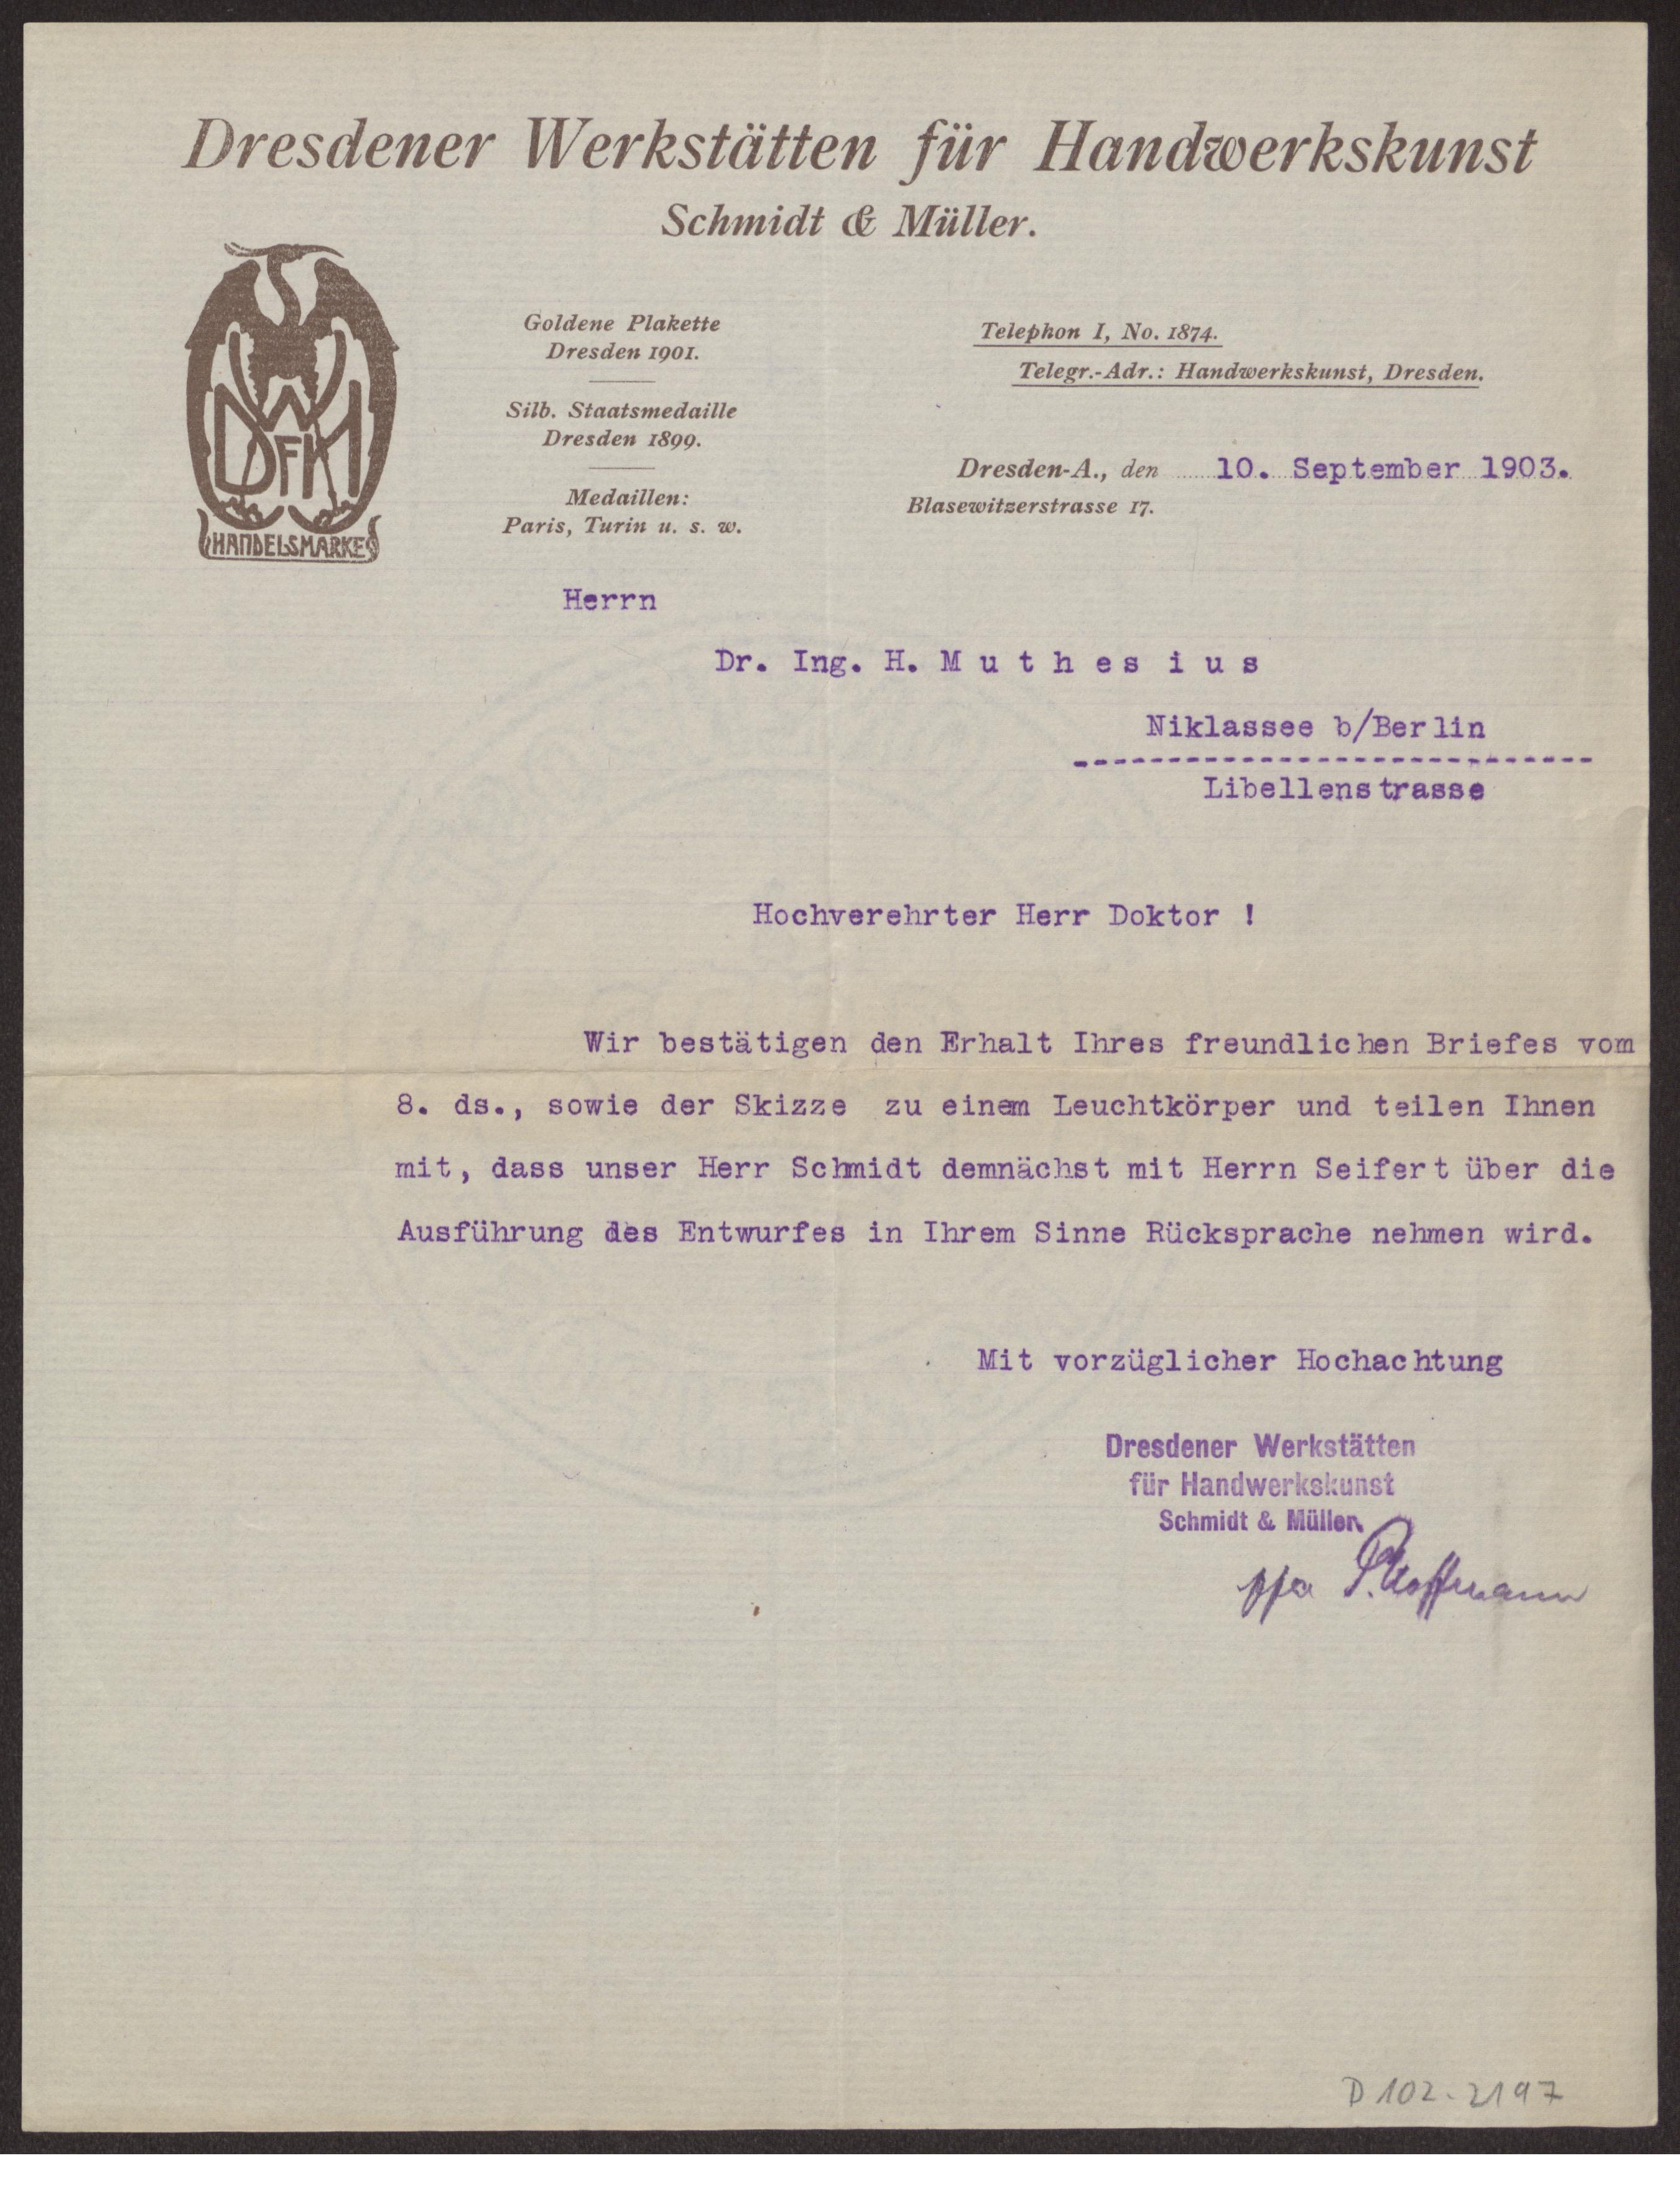 Dresdener Werkstätten für Handwerkskunst
Schmidt & Müller.
DWFHK
HANDELSMARKE
Goldene Plakette
Dresden 1901.
Silb. Staatsmedaille
Dresden 1899.
Medaillen:
Paris, Turin u. s. w.
Telephon I, No. 1874.
Telegr.-Adr.: Handwerkskunst, Dresden.
Dresden-A., den 10. September 1903.
Blasewitzerstrasse 17.
Herrn
Dr. Ing. H. Muthesius
Niklassee b/Berlin
Libellenstrasse
Hochverehrter Herr Doktor !
Wir bestätigen den Erhalt Ihres freundlichen Briefes vom
8. ds., sowie der Skizze zu einem Leuchtkörper und teilen Ihnen
mit, dass unser Herr Schmidt demnächst mit Herrn Seifert über die
Ausführung des Entwurfes in Ihrem Sinne Rücksprache nehmen wird.
Mit vorzüglicher Hochachtung
Dresdener Werkstätten
für Handwerkskunst
Schmidt & Müller
ppa P. Hoffmann
D 102-2197